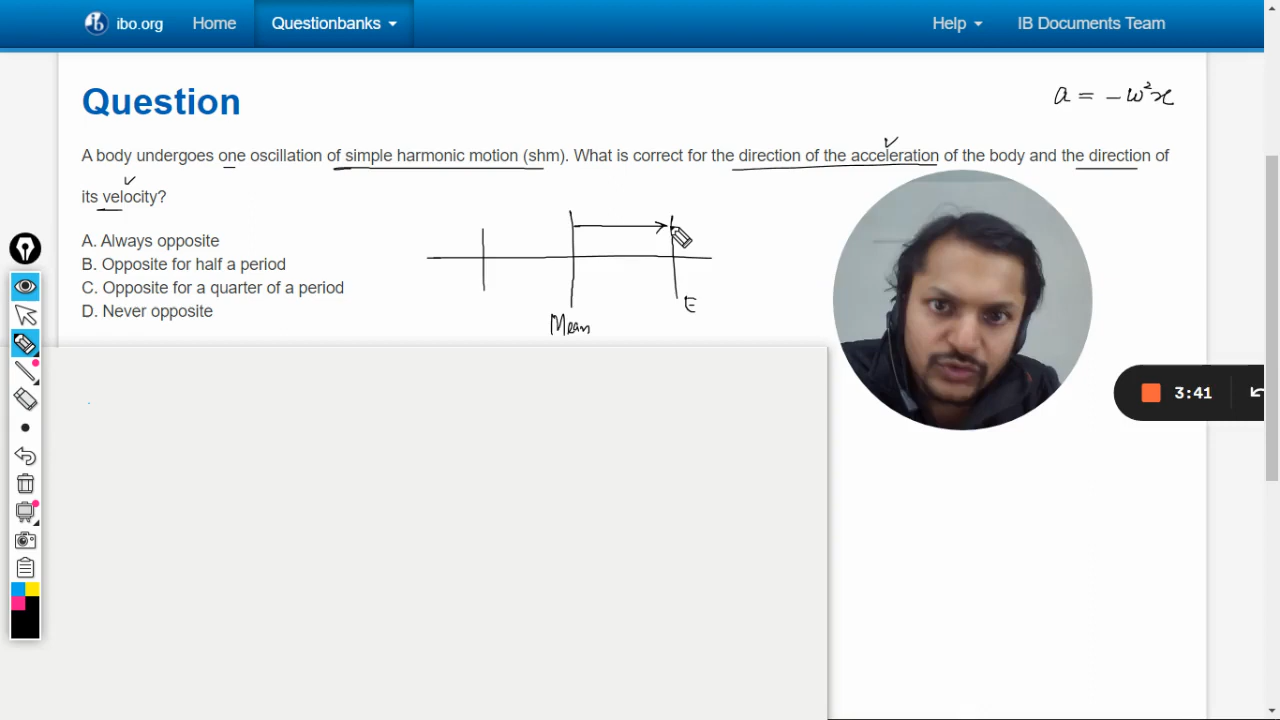 ibo.org Home Questionbanks Help IB Documents Team
Question
a = -ω²x
A body undergoes one oscillation of simple harmonic motion (shm). What is correct for the direction of the acceleration of the body and the direction of
its velocity?
A. Always opposite
B. Opposite for half a period
C. Opposite for a quarter of a period
D. Never opposite
E
Mean
3:41